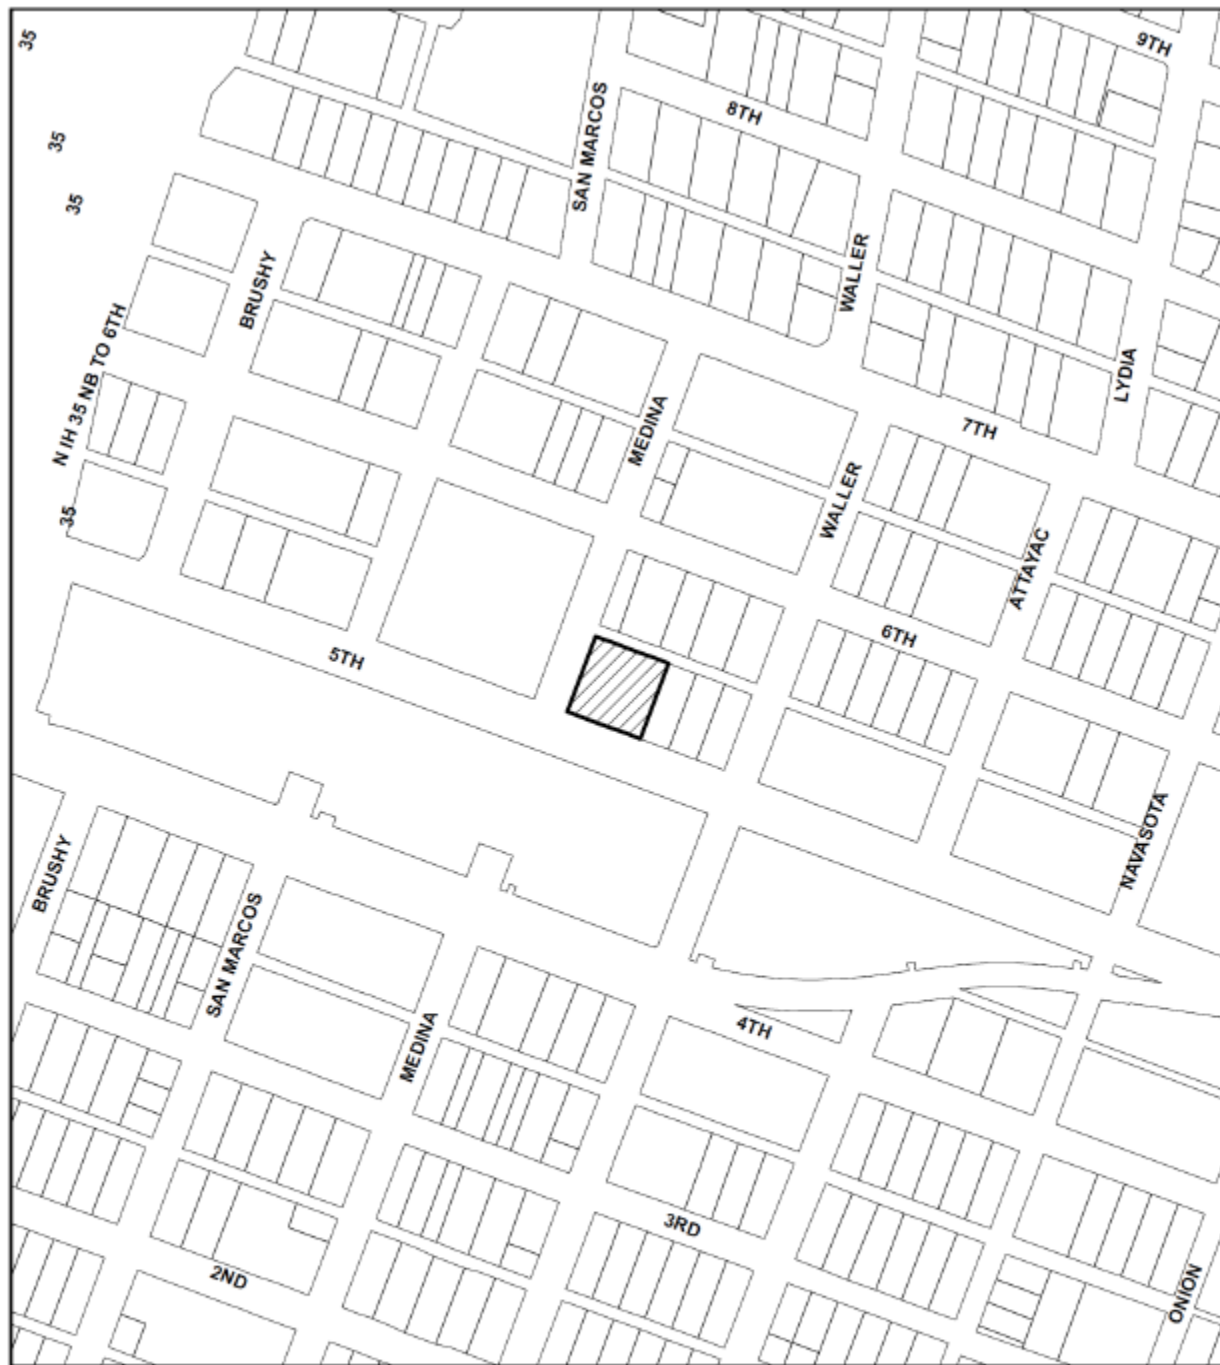 35
9TH
8TH
35
SAN MARCOS
35
BRUSHY
WALLER
N IH 35 NB TO 6TH
LYDIA
MEDINA
7TH
WALLER
35
ATTAYAC
6TH
5TH
NAVASOTA
BRUSHY
SAN MARCOS
MEDINA
4TH
3RD
2ND
ONION